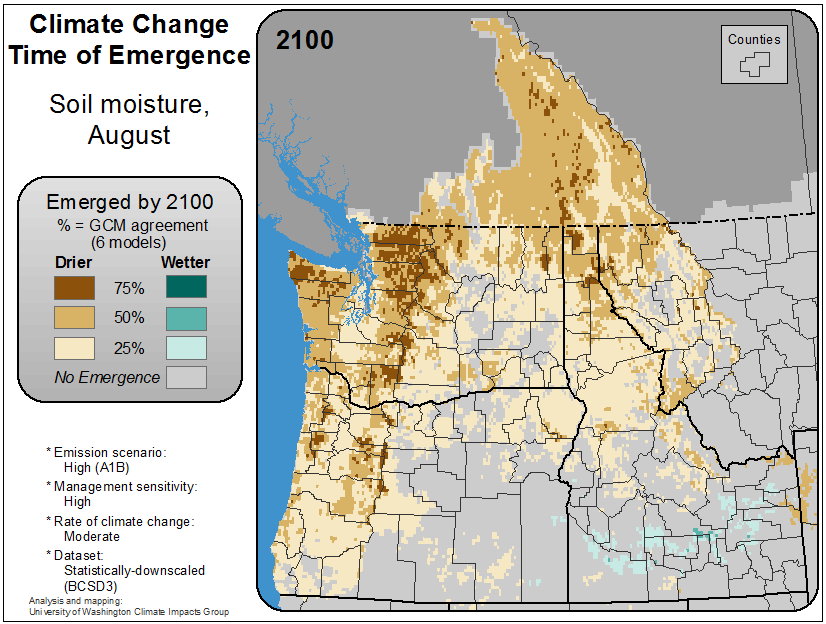 Climate Change
Time of Emergence
Soil moisture,
August
Emerged by 2100
% = GCM agreement
(6 models)
Drier Wetter
75%
50%
25%
No Emergence
* Emission scenario:
High (A1B)
* Management sensitivity:
High
* Rate of climate change:
Moderate
* Dataset:
Statistically-downscaled
(BCSD3)
Analysis and mapping:
University of Washington Climate Impacts Group
2100
Counties